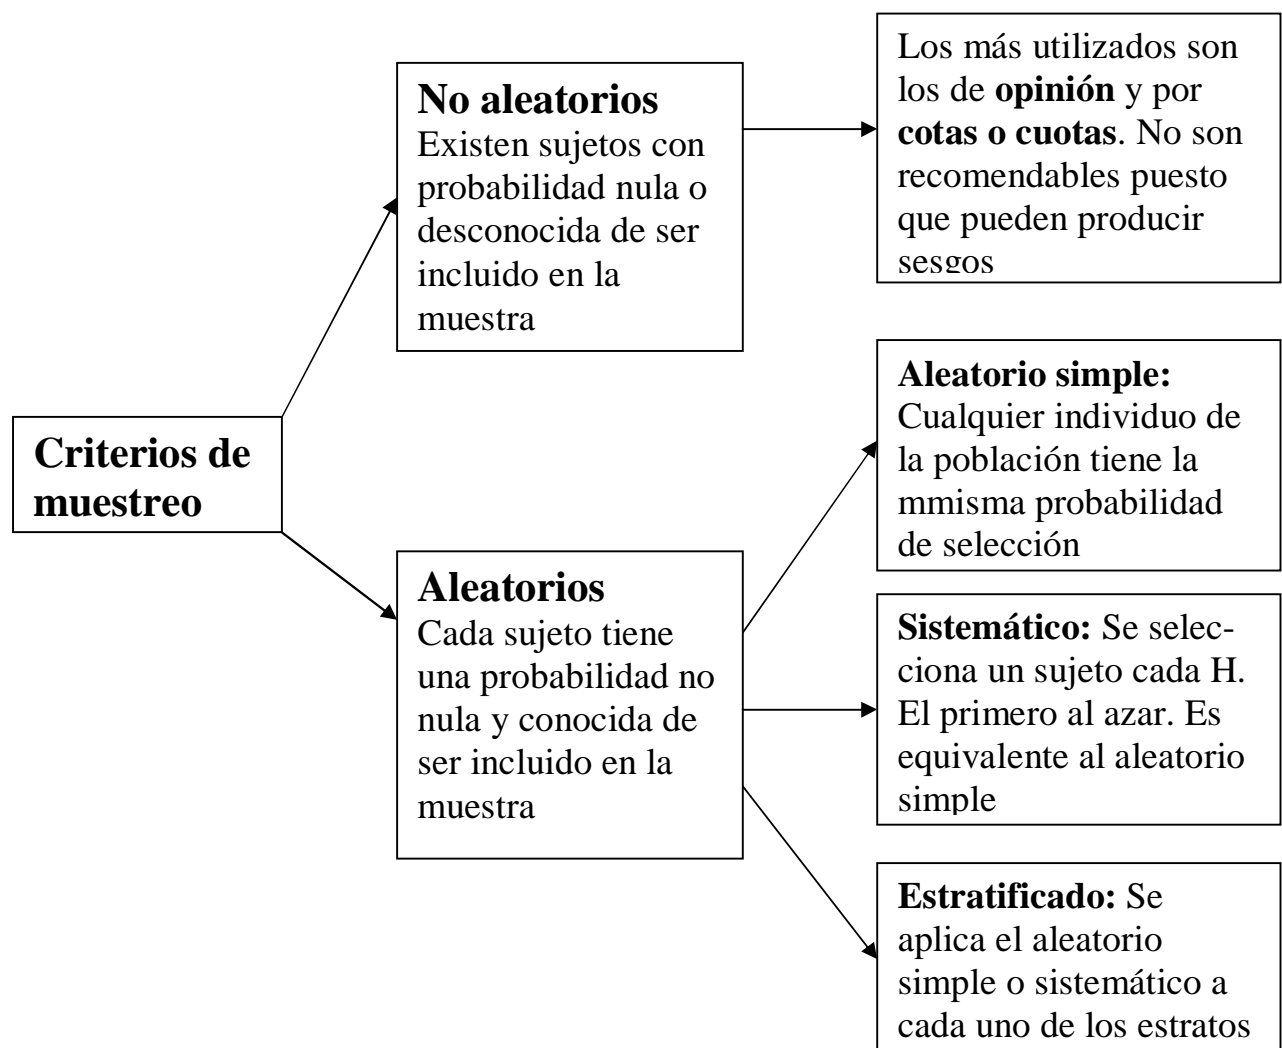 Criterios de
muestreo
No aleatorios
Existen sujetos con
probabilidad nula o
desconocida de ser
incluido en la
muestra
Los más utilizados son
los de opinión y por
cotas o cuotas. No son
recomendables puesto
que pueden producir
sesgos
Aleatorios
Cada sujeto tiene
una probabilidad no
nula y conocida de
ser incluido en la
muestra
Aleatorio simple:
Cualquier individuo de
la población tiene la
mmisma probabilidad
de selección
Sistemático: Se selec-
ciona un sujeto cada H.
El primero al azar. Es
equivalente al aleatorio
simple
Estratificado: Se
aplica el aleatorio
simple o sistemático a
cada uno de los estratos